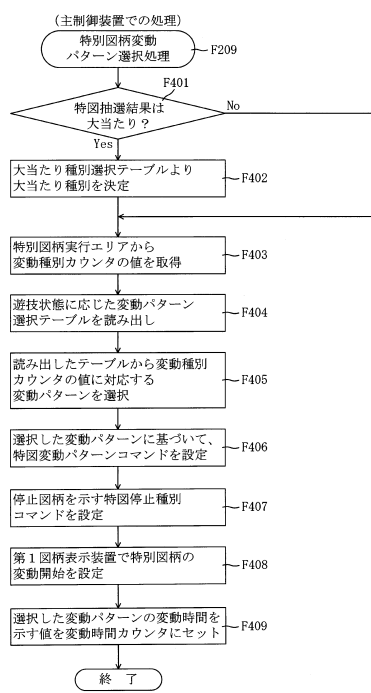 (主制御装置での処理)
特別図柄変動
パターン選択処理
F209
F401
特図抽選結果は
大当たり?
No
Yes
大当たり種別選択テーブルより
大当たり種別を決定
F402
特別図柄実行エリアから
変動種別カウンタの値を取得
F403
遊技状態に応じた変動パターン
選択テーブルを読み出し
F404
読み出したテーブルから変動種別
カウンタの値に対応する
変動パターンを選択
F405
選択した変動パターンに基づいて、
特図変動パターンコマンドを設定
F406
停止図柄を示す特図停止種別
コマンドを設定
F407
第1図柄表示装置で特別図柄の
変動開始を設定
F408
選択した変動パターンの変動時間を
示す値を変動時間カウンタにセット
F409
終 了